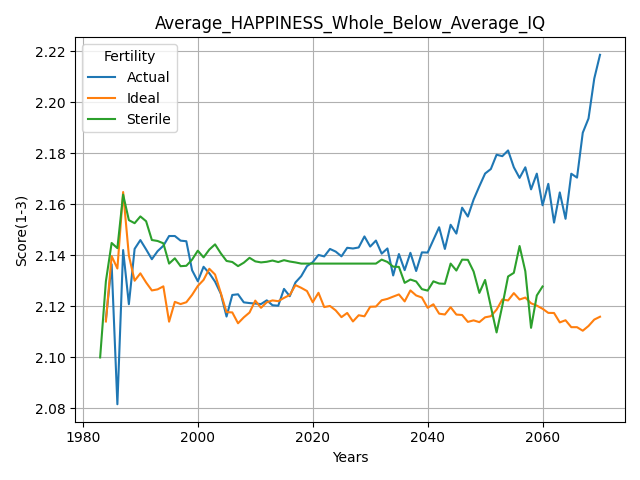 Average_HAPPINESS_Whole_Below_Average_IQ
Fertility
Actual
Ideal
Sterile
Score(1-3)
2.22
2.20
2.18
2.16
2.14
2.12
2.10
2.08
1980
2000
2020
2040
2060
Years